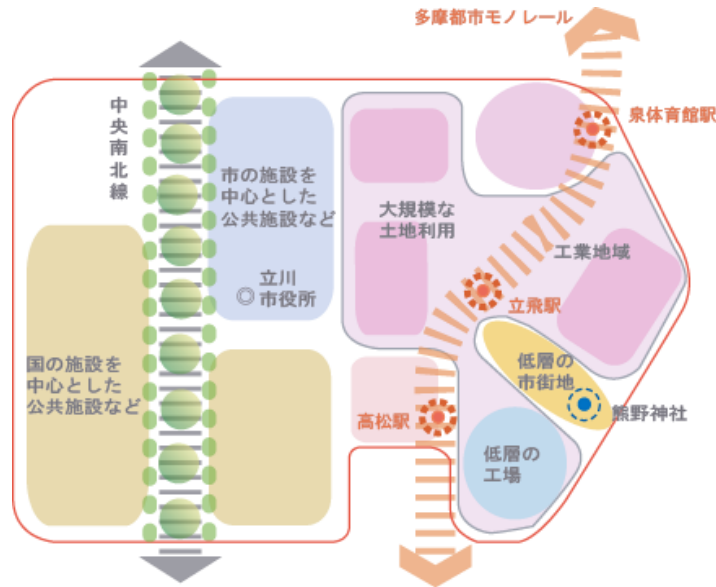 多摩都市モノレール
中央南北線
泉体育館駅
市の施設を
中心とした
公共施設など
大規模な
土地利用
工業地域
立川
市役所
立飛駅
国の施設を
中心とした
公共施設など
低層の
市街地
高松駅
熊野神社
低層の
工場